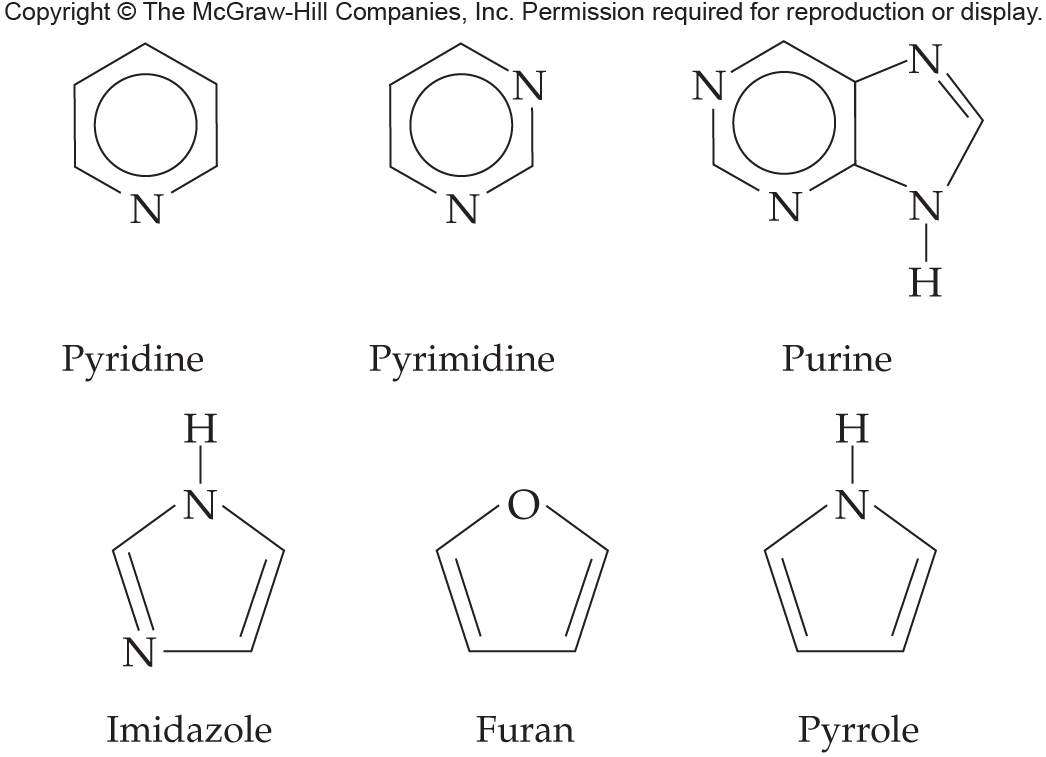 Copyright © The McGraw-Hill Companies, Inc. Permission required for reproduction or display.
N
N
N
N
N
N
N
H
Pyridine
Pyrimidine
Purine
H
N
N
Imidazole
O
Furan
H
N
Pyrrole